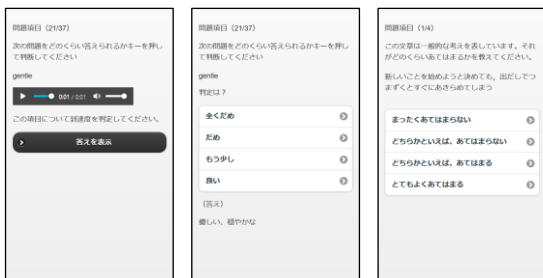 問題項目（21/37）
次の問題をどのくらい答えられるかキーを押し
て判断してください
gentle
0:01 / 0:01
この項目について到達度を判定してください。
答えを表示
問題項目（21/37）
次の問題をどのくらい答えられるかキーを押し
て判断してください
gentle
判定は？
全くだめ
だめ
もう少し
良い
（答え）
優しい、穏やかな
問題項目（1/4）
この文章は一般的な考えを表しています。それ
がどのくらいあてはまるかを教えてください
新しいことを始めようと決めても、出だしでつ
まずくとすぐにあきらめてしまう
まったくあてはまらない
どちらかといえば、あてはまらない
どちらかといえば、あてはまる
とてもよくあてはまる